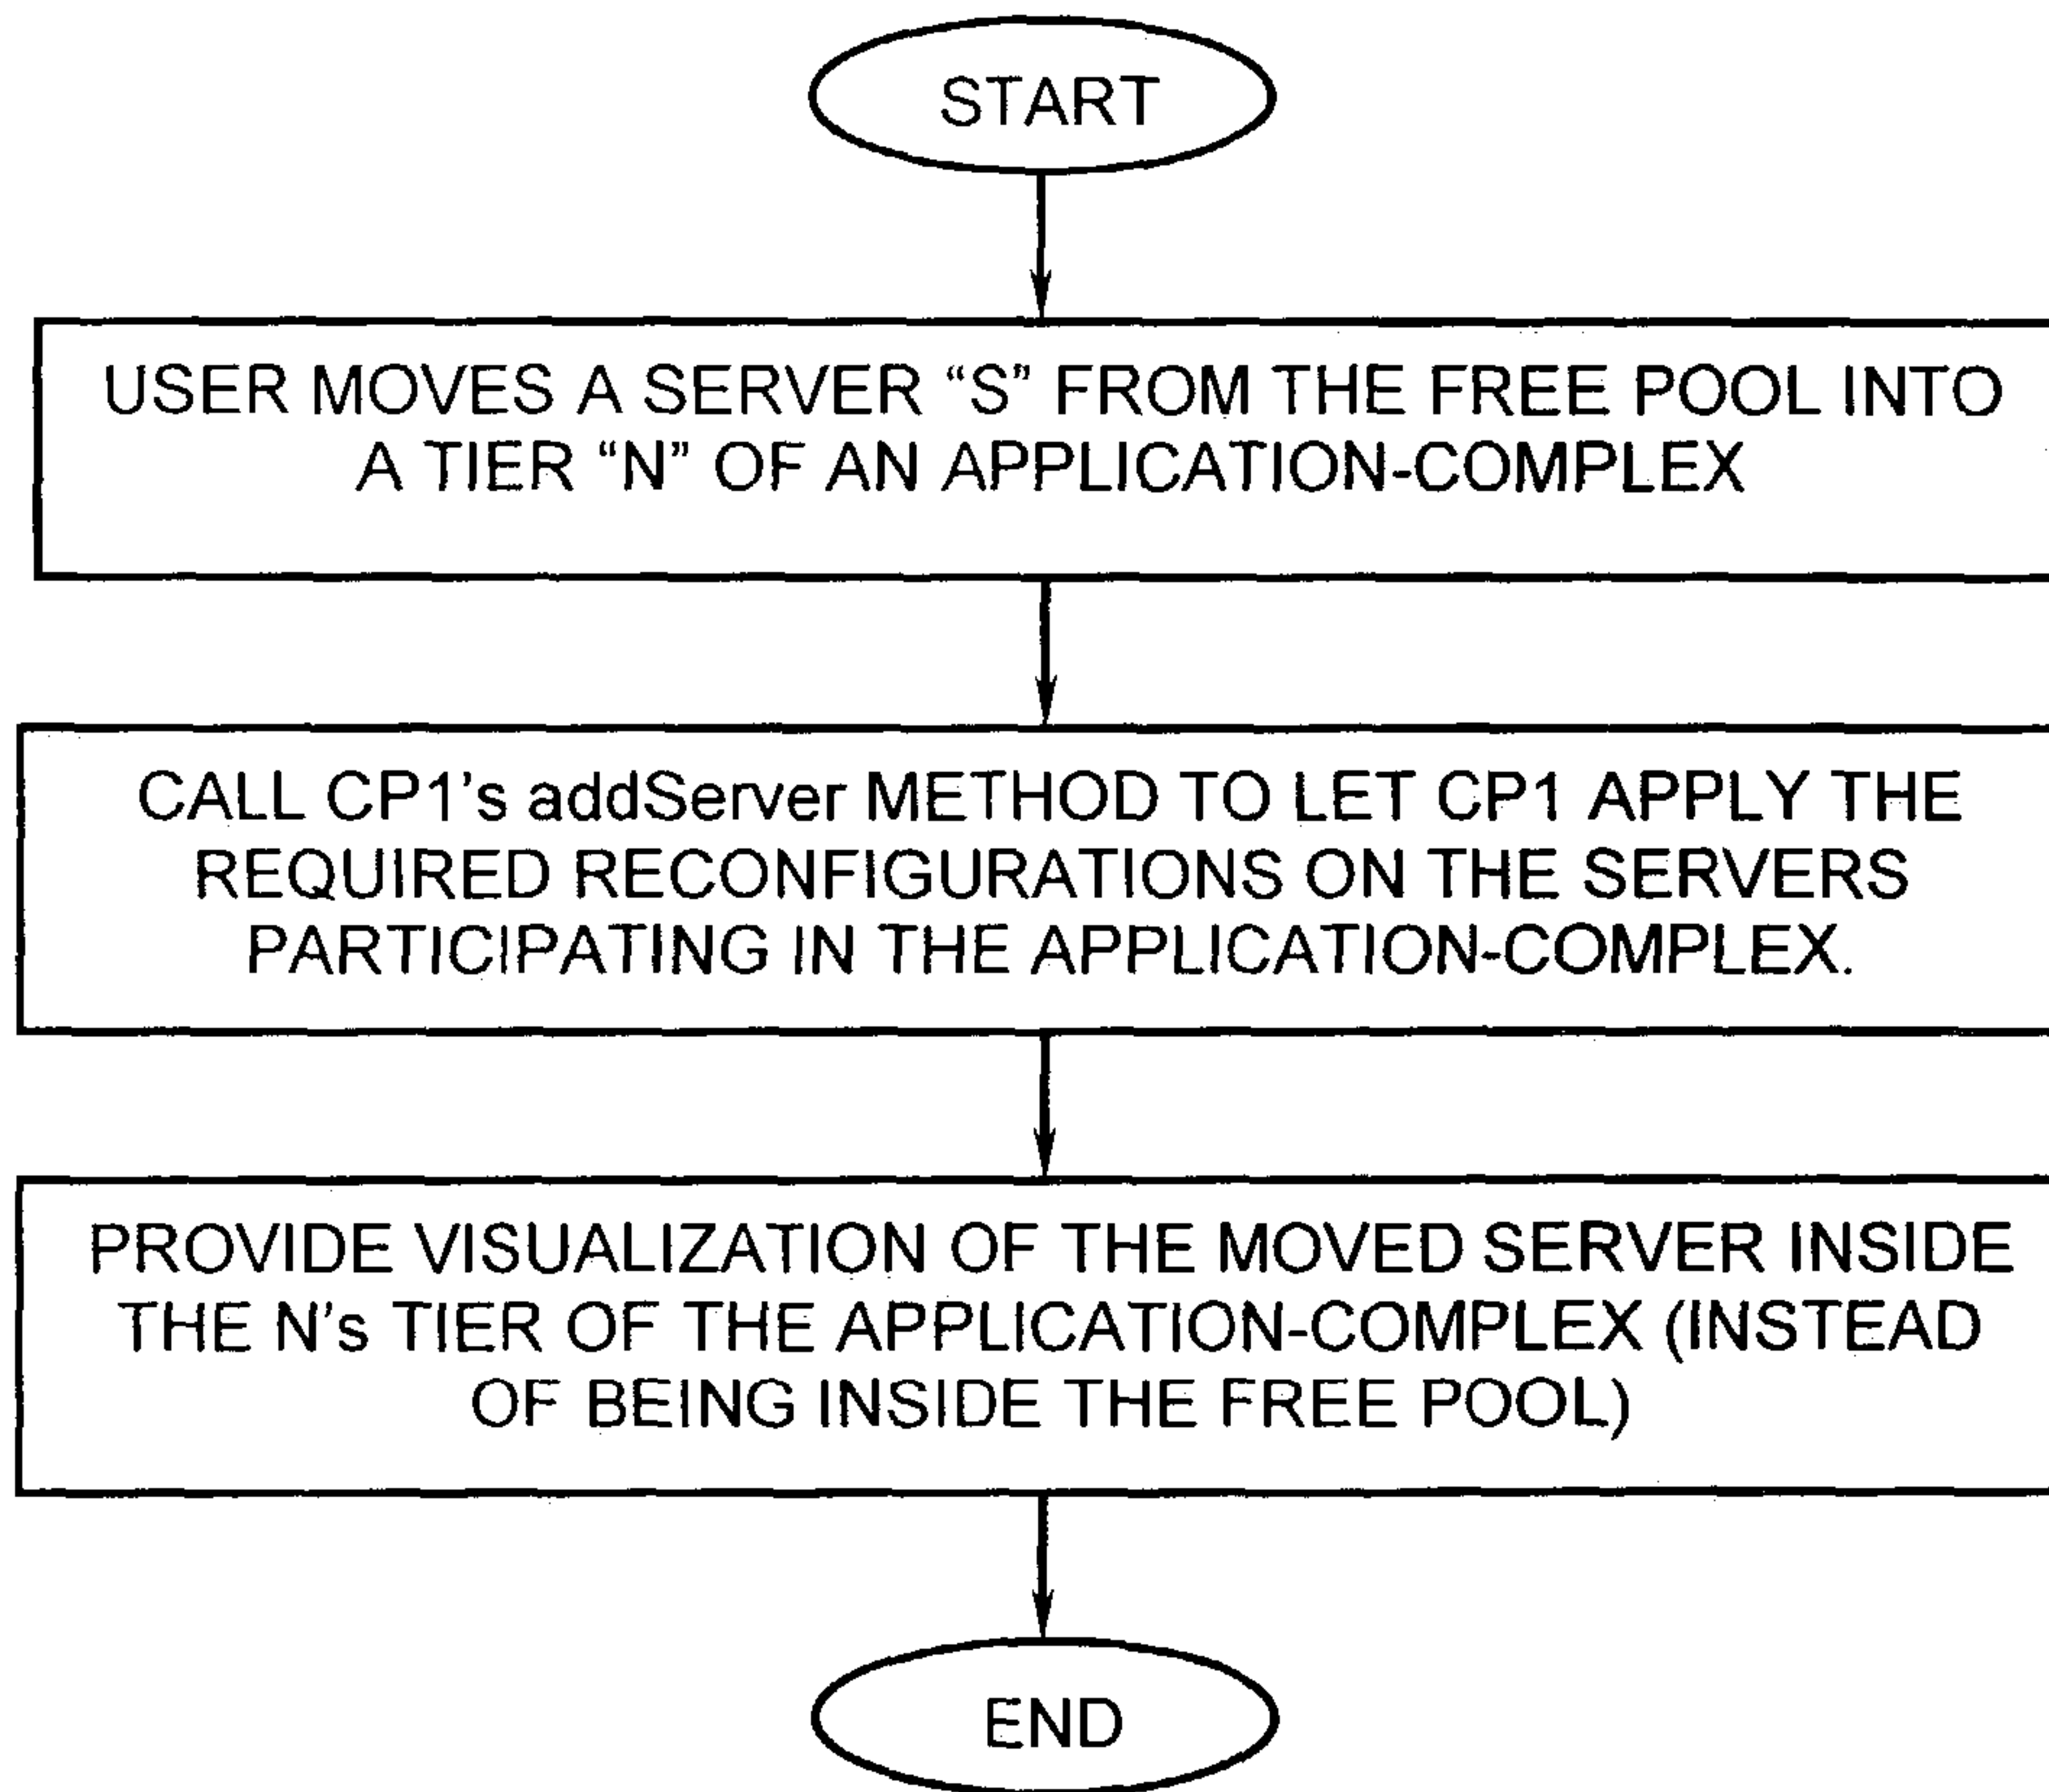 START
USER MOVES A SERVER “S” FROM THE FREE POOL INTO
A TIER “N” OF AN APPLICATION-COMPLEX
CALL CP1’s addServer METHOD TO LET CP1 APPLY THE
REQUIRED RECONFIGURATIONS ON THE SERVERS
PARTICIPATING IN THE APPLICATION-COMPLEX.
PROVIDE VISUALIZATION OF THE MOVED SERVER INSIDE
THE N’s TIER OF THE APPLICATION-COMPLEX (INSTEAD
OF BEING INSIDE THE FREE POOL)
END